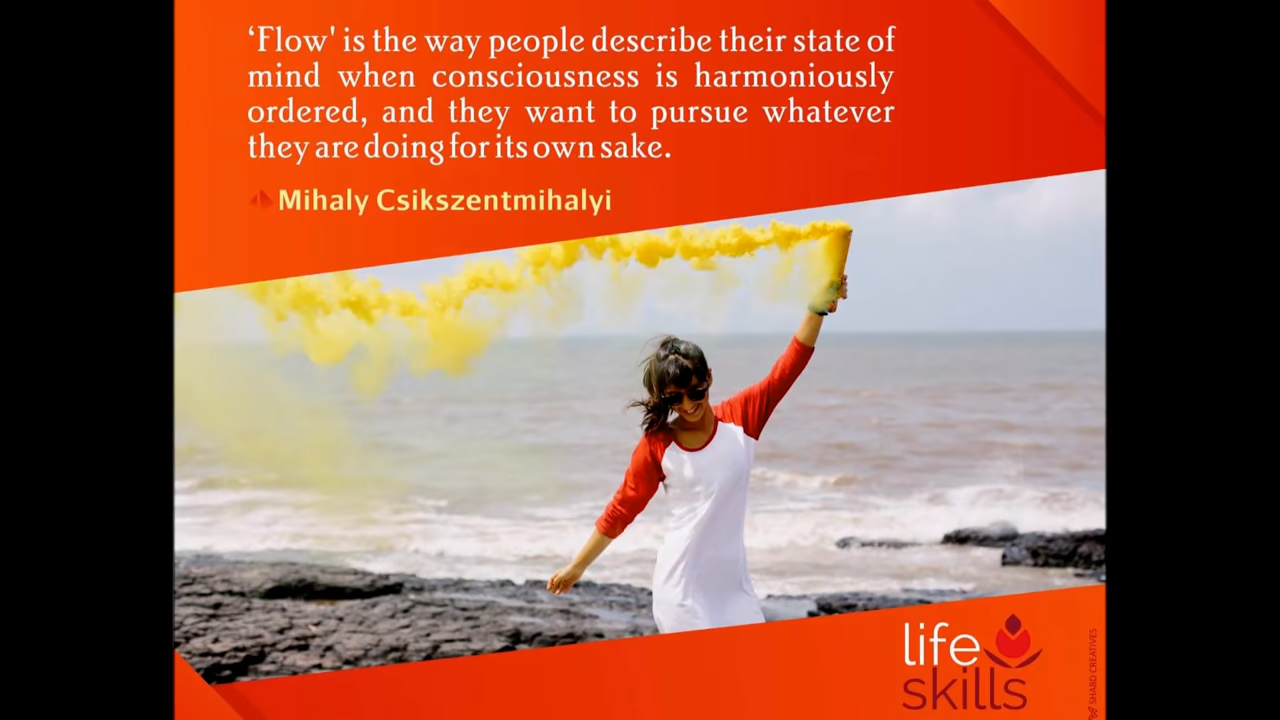 ‘Flow' is the way people describe their state of
mind when consciousness is harmoniously
ordered, and they want to pursue whatever
they are doing for its own sake.
Mihaly Csikszentmihalyi
life
skills
SHABD CREATIVES